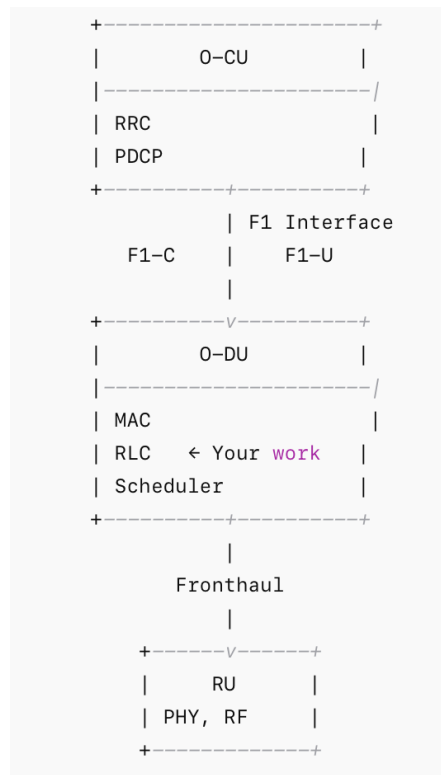 O-CU
RRC
PDCP
F1 Interface
F1-C F1-U
O-DU
MAC
RLC ← Your work
Scheduler
Fronthaul
RU
PHY, RF